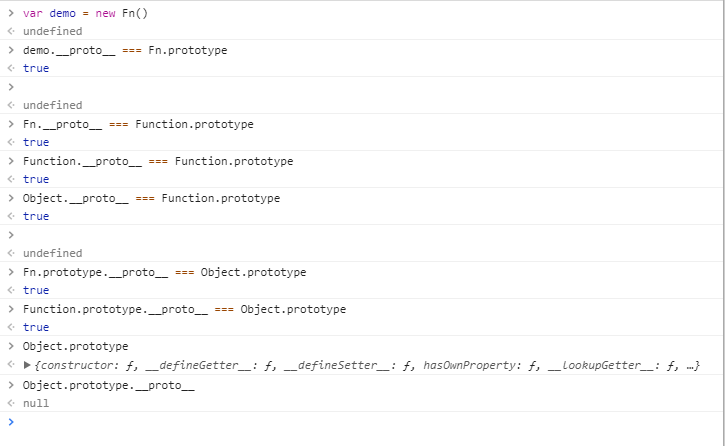 > var demo = new Fn()
< undefined
> demo.__proto__ === Fn.prototype
< true
>
< undefined
> Fn.__proto__ === Function.prototype
< true
> Function.__proto__ === Function.prototype
< true
> Object.__proto__ === Function.prototype
< true
>
< undefined
> Fn.prototype.__proto__ === Object.prototype
< true
> Function.prototype.__proto__ === Object.prototype
< true
> Object.prototype
< ▶{constructor: ƒ, __defineGetter__: ƒ, __defineSetter__: ƒ, hasOwnProperty: ƒ, __lookupGetter__: ƒ, …}
> Object.prototype.__proto__
< null
>